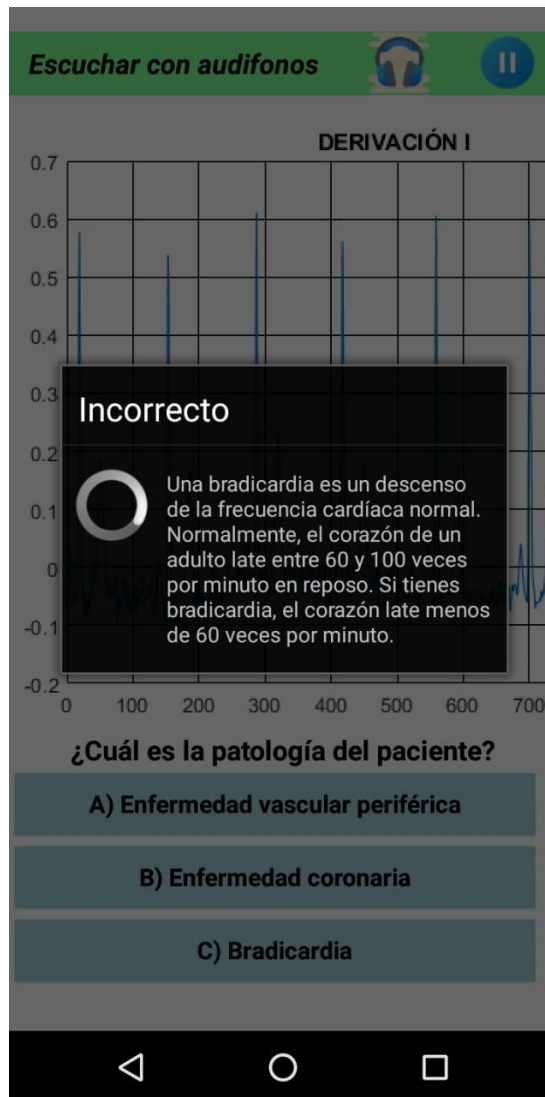 Escuchar con audifonos
DERIVACIÓN I
0.7
0.6
0.5
0.4
0.3
0.2
0.1
0
-0.1
-0.2
0 100 200 300 400 500 600 700
Incorrecto
Una bradicardia es un descenso
de la frecuencia cardíaca normal.
Normalmente, el corazón de un
adulto late entre 60 y 100 veces
por minuto en reposo. Si tienes
bradicardia, el corazón late menos
de 60 veces por minuto.
¿Cuál es la patología del paciente?
A) Enfermedad vascular periférica
B) Enfermedad coronaria
C) Bradicardia